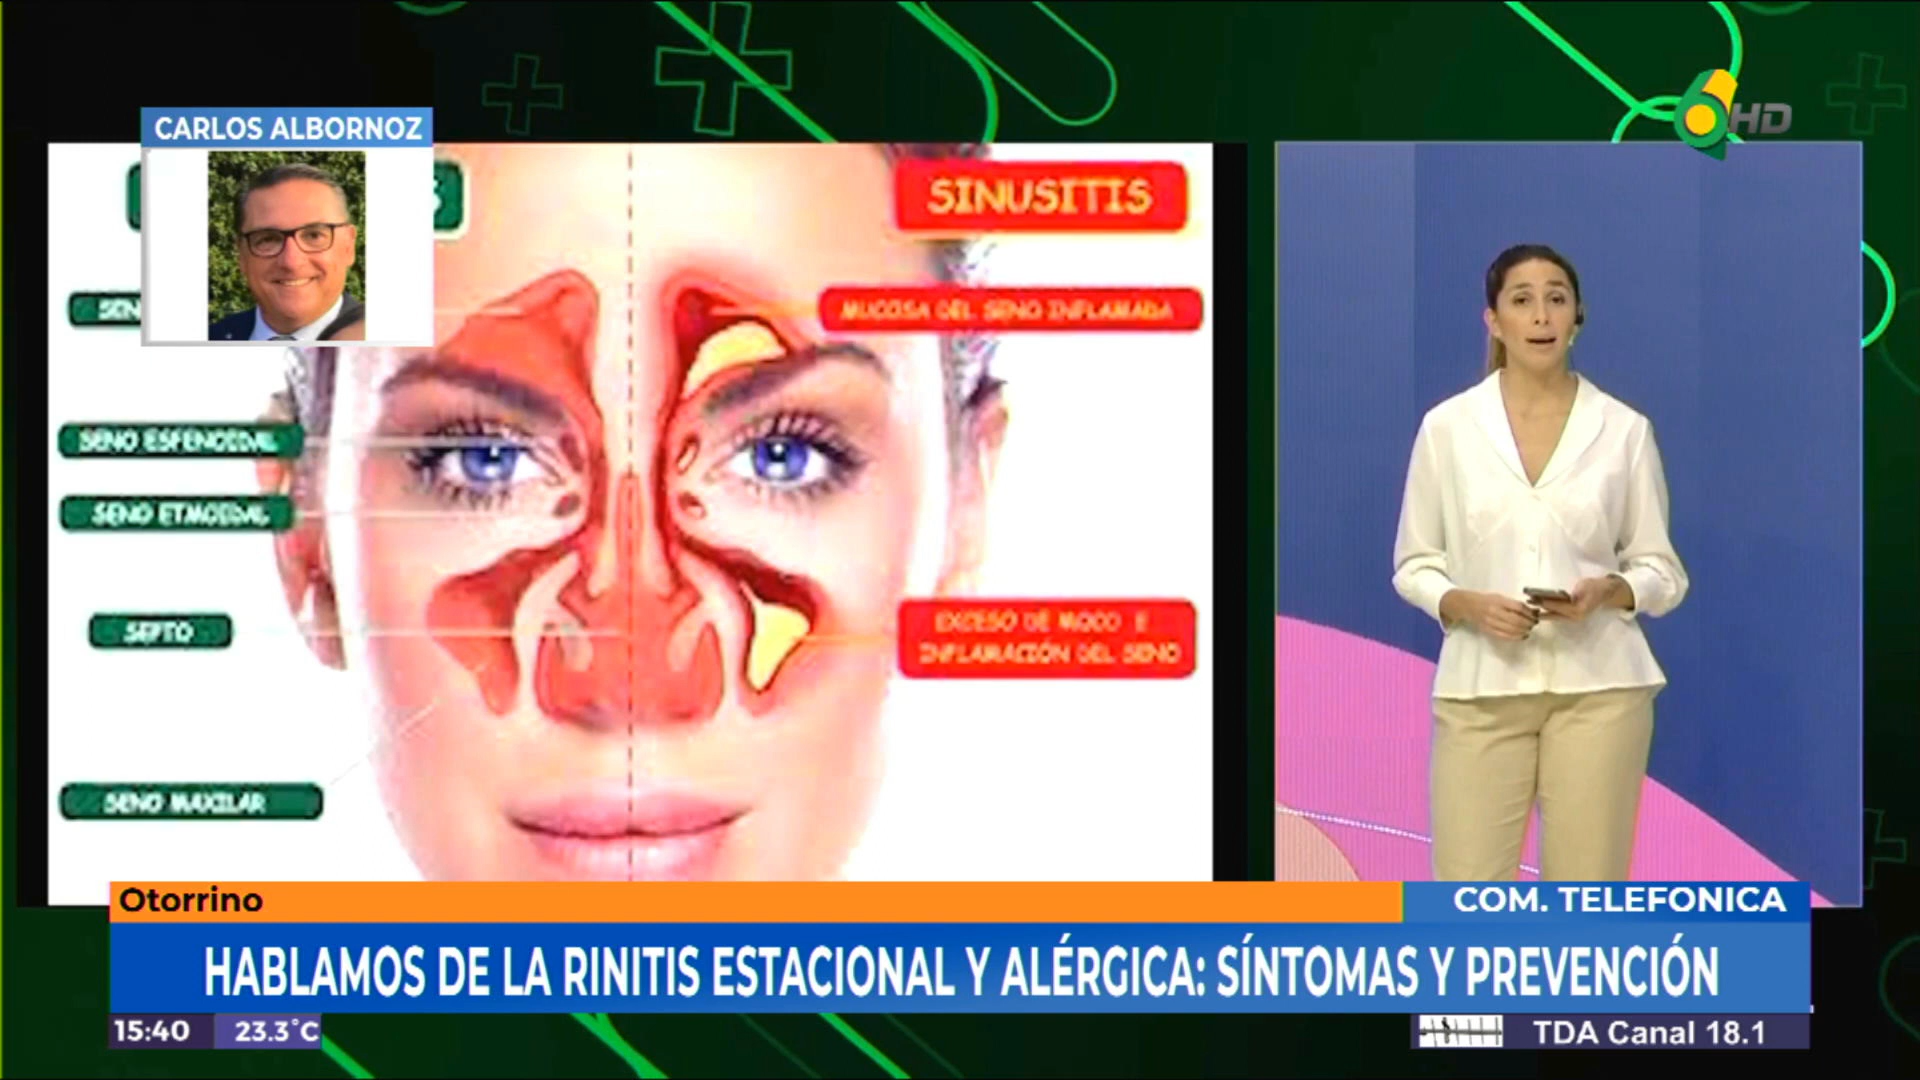 6 HD
CARLOS ALBORNOZ
SINUSITIS
MUCOSA DEL SENO INFLAMADA
SENO ESFENOIDAL
SENO ETMOIDAL
SEPTO
EXCESO DE MOCO E
INFLAMACIÓN DEL SENO
SENO MAXILAR
Otorrino
COM. TELEFONICA
HABLAMOS DE LA RINITIS ESTACIONAL Y ALÉRGICA: SÍNTOMAS Y PREVENCIÓN
15:40 23.3°C
TDA Canal 18.1